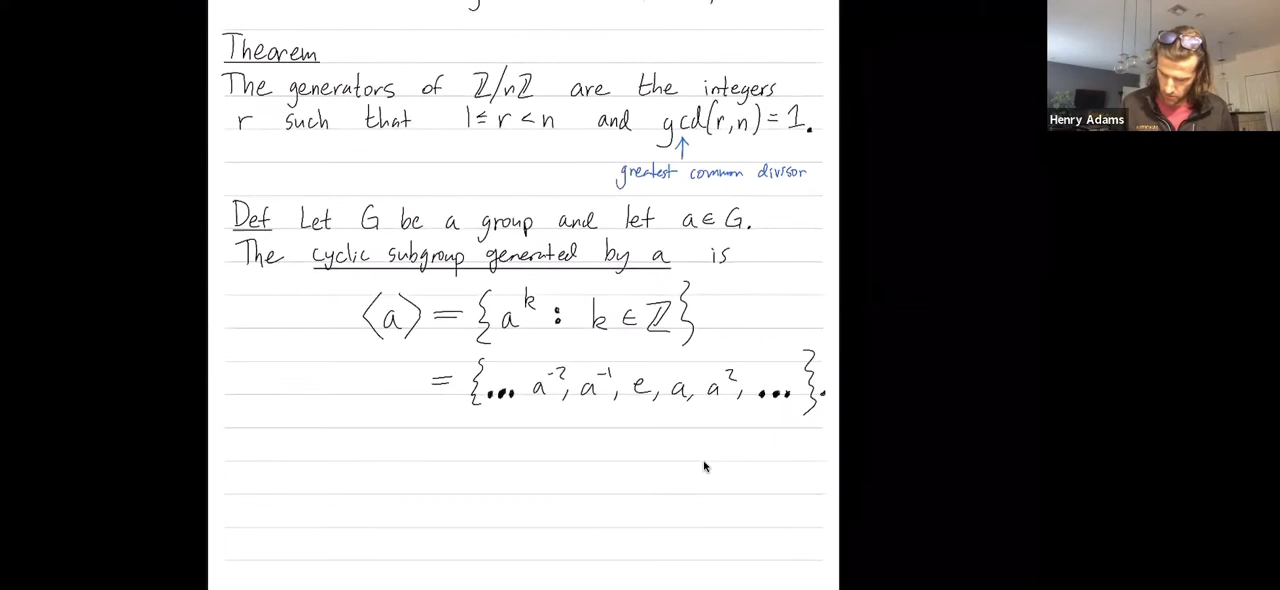 Theorem
The generators of ℤ/nℤ are the integers
r such that 1 ≤ r < n and gcd(r,n) = 1.
↑
greatest common divisor
Def Let G be a group and let a ∈ G.
The cyclic subgroup generated by a is
⟨a⟩ = {a^k : k ∈ ℤ}
= {... a^-2, a^-1, e, a, a^2, ...}.
Henry Adams